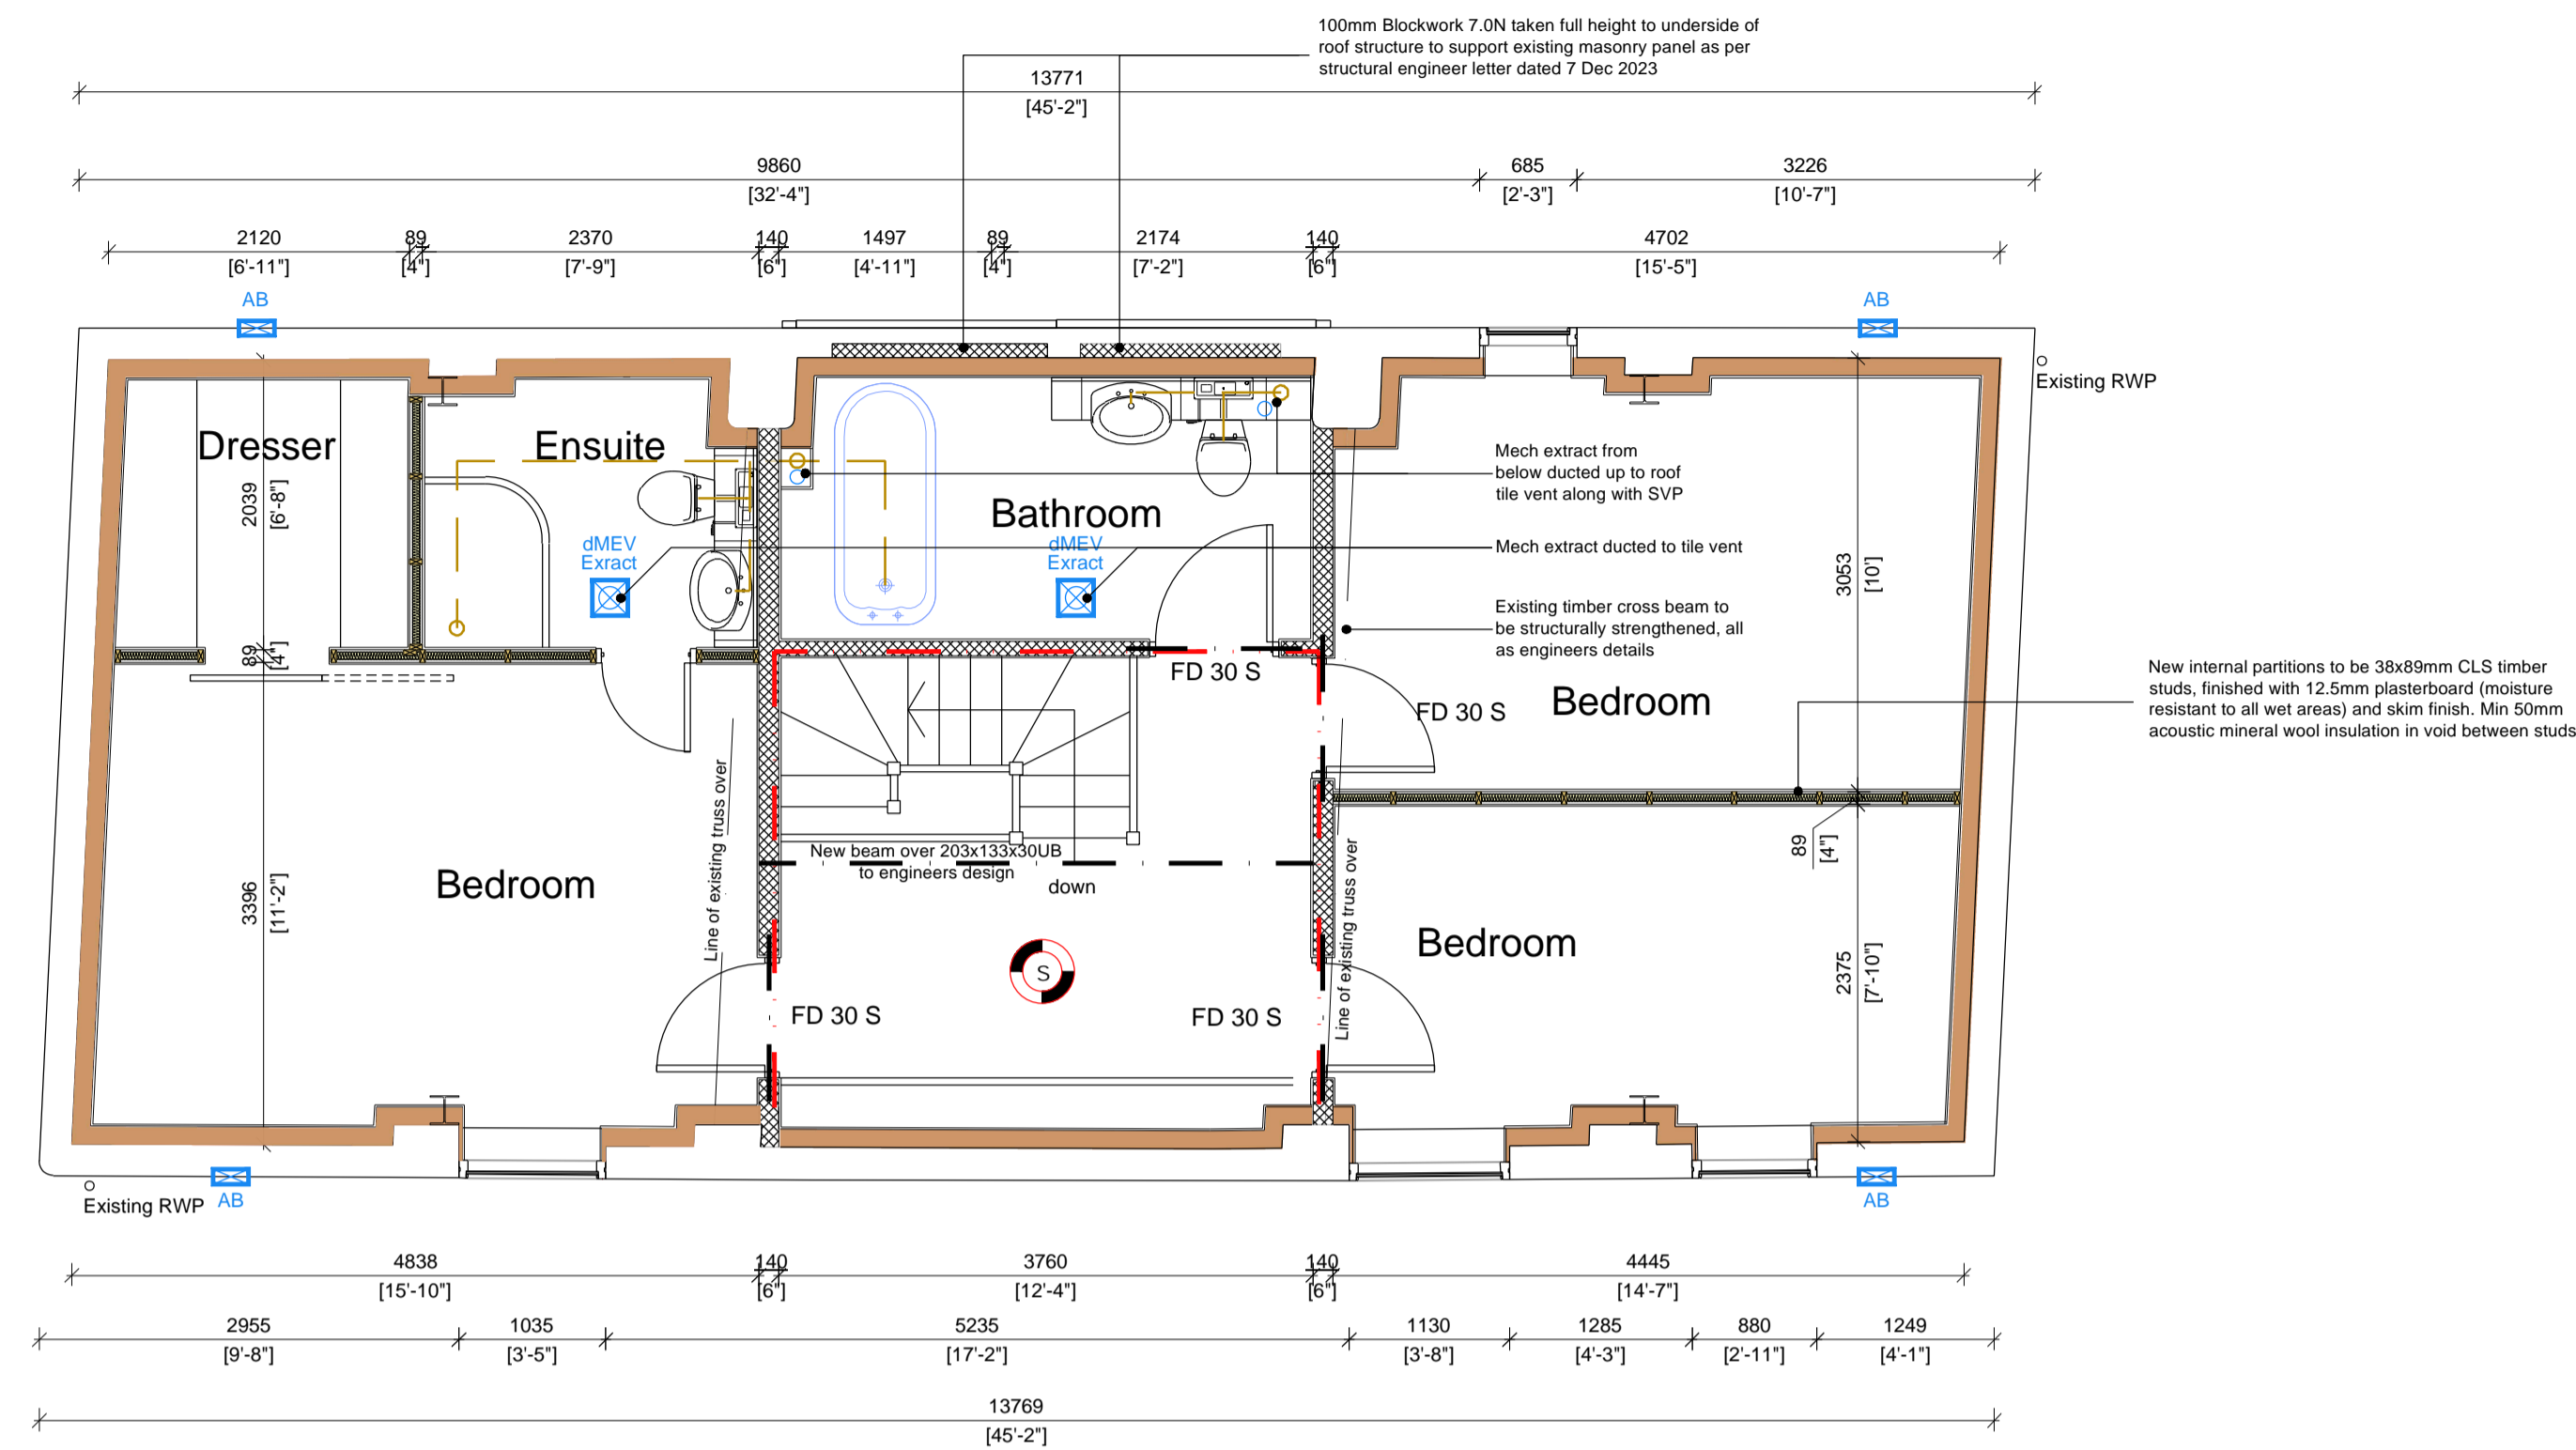 100mm Blockwork 7.0N taken full height to underside of
roof structure to support existing masonry panel as per
structural engineer letter dated 7 Dec 2023
13771
[45'-2"]
9860
[32'-4"]
685
[2'-3"]
3226
[10'-7"]
2120
[6'-11"]
89
[4"]
2370
[7'-9"]
140
[6"]
1497
[4'-11"]
89
[4"]
2174
[7'-2"]
140
[6"]
4702
[15'-5"]
AB
AB
Existing RWP
Dresser
Ensuite
Bathroom
2039
[6'-8"]
dMEV
Exract
dMEV
Exract
Mech extract from
below ducted up to roof
tile vent along with SVP
Mech extract ducted to tile vent
Existing timber cross beam to
be structurally strengthened, all
as engineers details
3053
[10']
89
[4"]
FD 30 S
FD 30 S
Bedroom
New internal partitions to be 38x89mm CLS timber
studs, finished with 12.5mm plasterboard (moisture
resistant to all wet areas) and skim finish. Min 50mm
acoustic mineral wool insulation in void between studs
Line of existing truss over
New beam over 203x133x30UB
to engineers design
down
Line of existing truss over
89
[4"]
3396
[11'-2"]
Bedroom
Bedroom
2375
[7'-10"]
S
FD 30 S
FD 30 S
Existing RWP
AB
AB
4838
[15'-10"]
140
[6"]
3760
[12'-4"]
140
[6"]
4445
[14'-7"]
2955
[9'-8"]
1035
[3'-5"]
5235
[17'-2"]
1130
[3'-8"]
1285
[4'-3"]
880
[2'-11"]
1249
[4'-1"]
13769
[45'-2"]